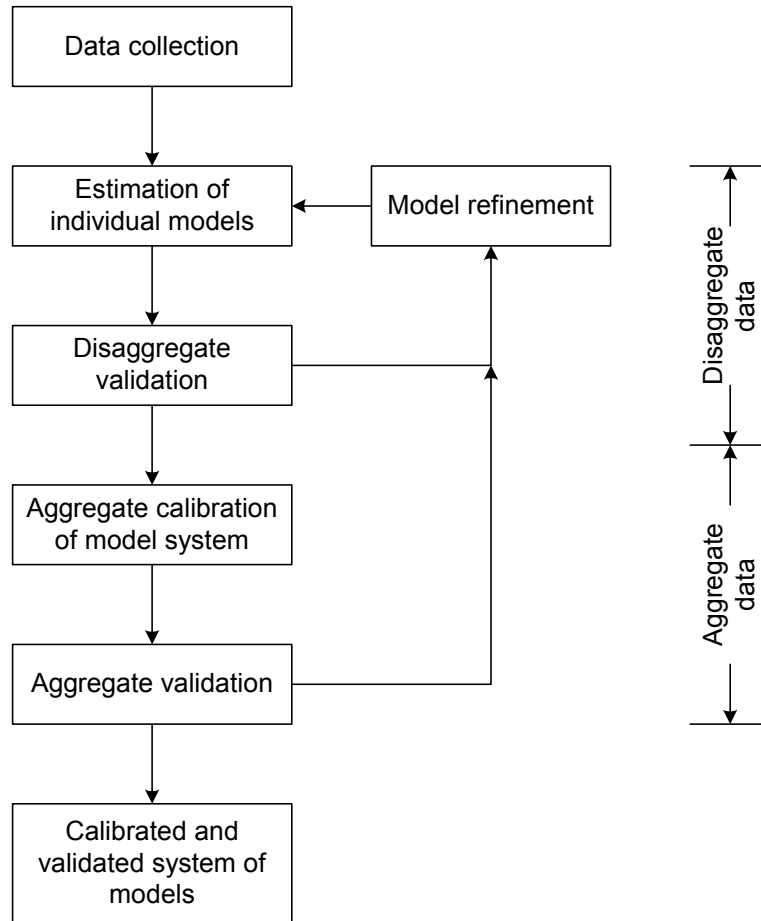 Data collection
Estimation of
individual models
Model refinement
Disaggregate
validation
Aggregate calibration
of model system
Aggregate validation
Calibrated and
validated system of
models
Disaggregate
data
Aggregate
data